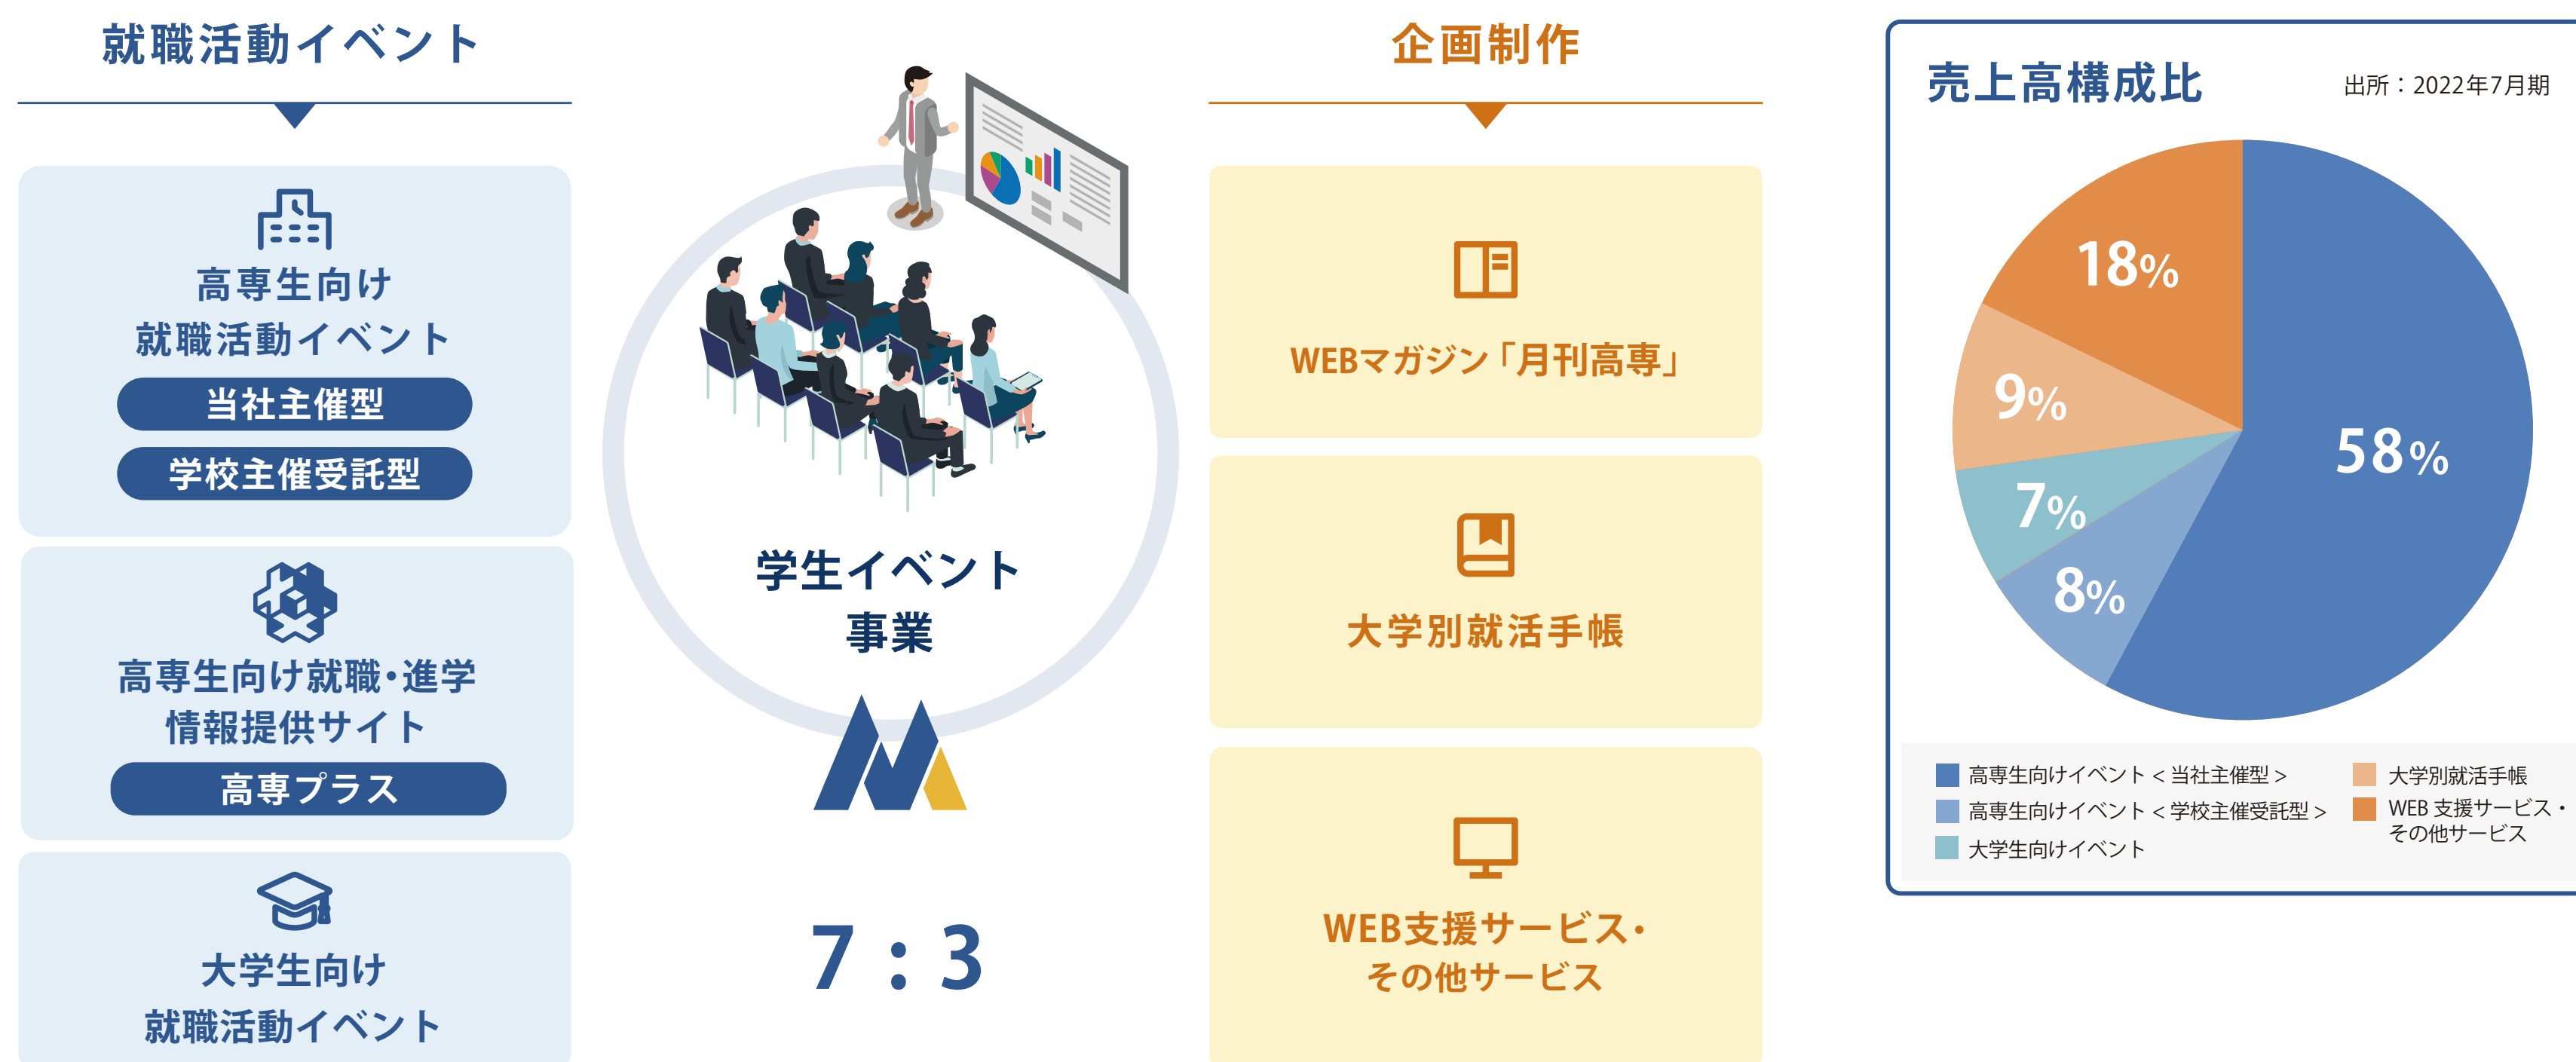 就職活動イベント
高専生向け
就職活動イベント
当社主催型
学校主催受託型
高専生向け就職・進学
情報提供サイト
高専プラス
大学生向け
就職活動イベント
学生イベント
事業
7 : 3
企画制作
WEBマガジン「月刊高専」
大学別就活手帳
WEB支援サービス・
その他サービス
売上高構成比
出所：2022年7月期
18%
9%
7%
8%
58%
高専生向けイベント < 当社主催型 >
高専生向けイベント < 学校主催受託型 >
大学生向けイベント
大学別就活手帳
WEB 支援サービス・
その他サービス